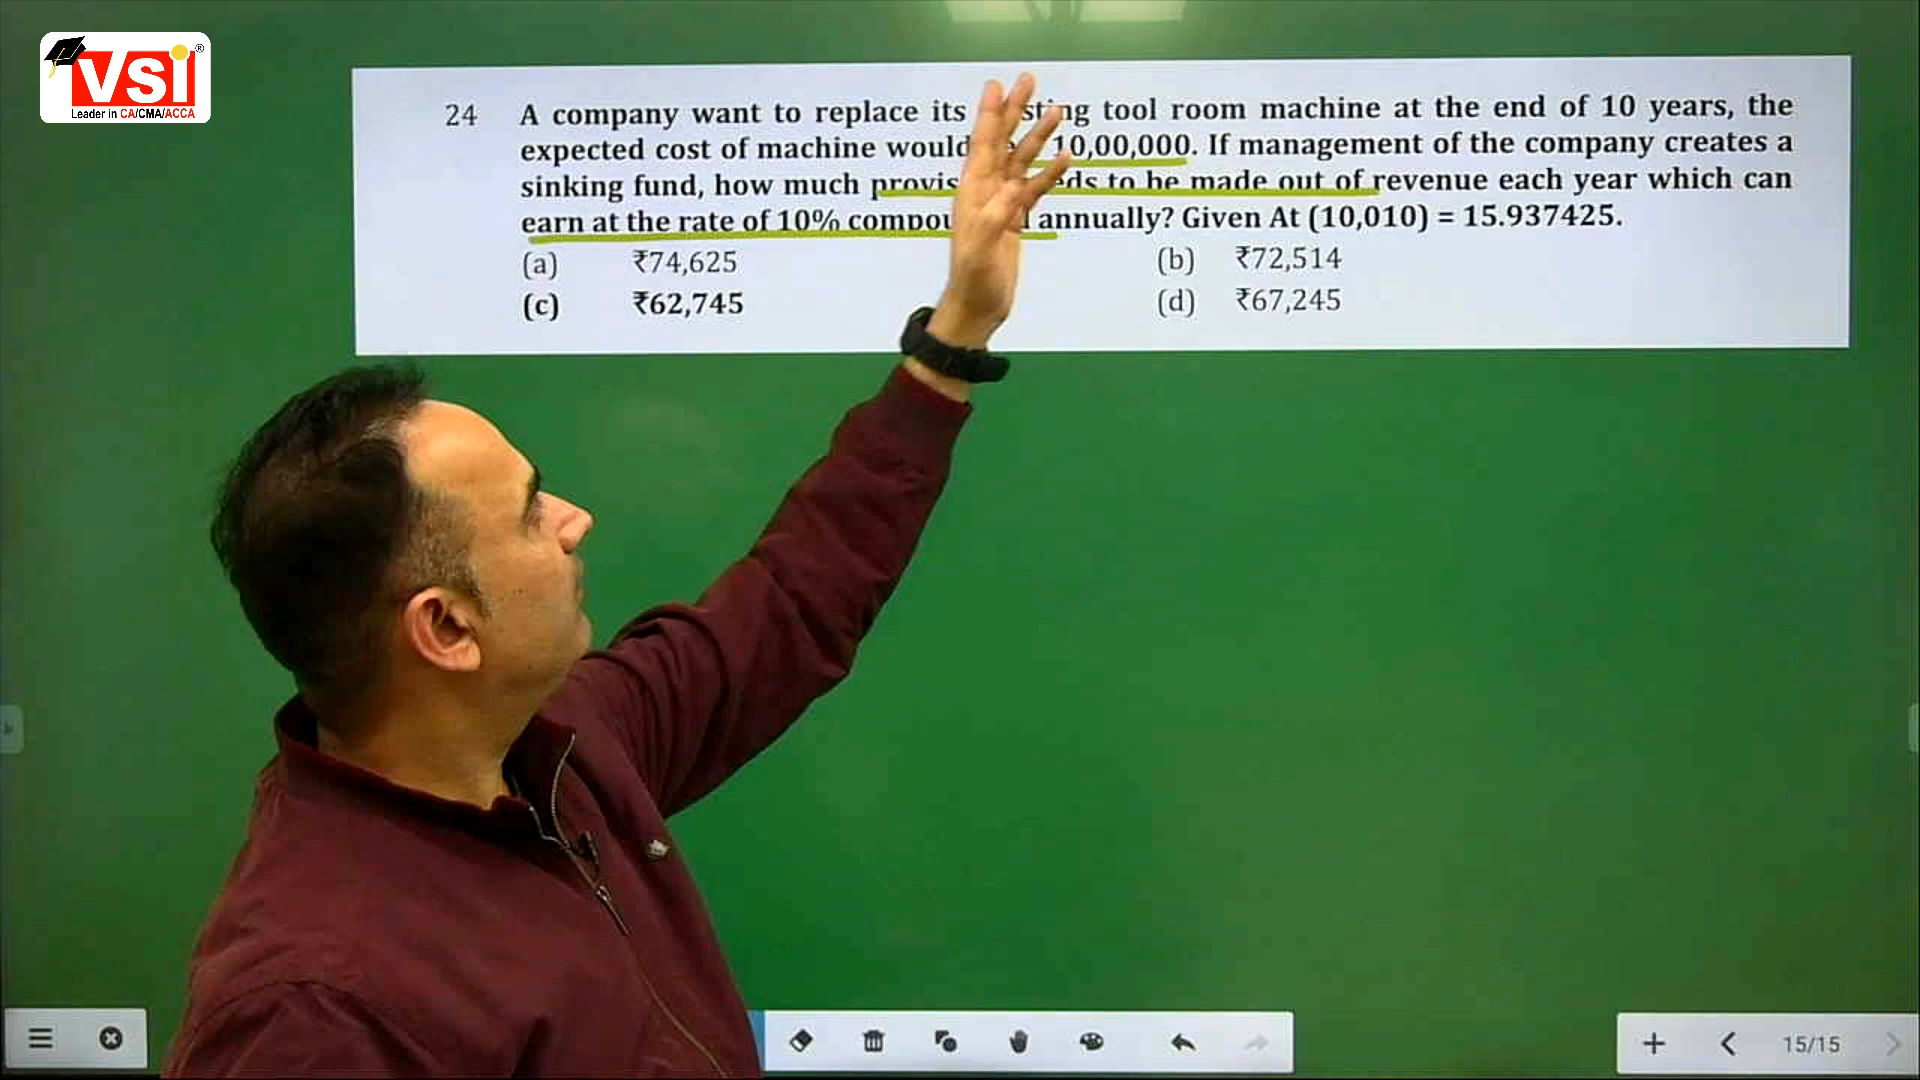 VSI ®
Leader in CA/CMA/ACCA
24 A company want to replace its sting tool room machine at the end of 10 years, the
expected cost of machine would 10,00,000. If management of the company creates a
sinking fund, how much provis eds to be made out of revenue each year which can
earn at the rate of 10% compou annually? Given At (10,010) = 15.937425.
(a) ₹74,625 (b) ₹72,514
(c) ₹62,745 (d) ₹67,245
15/15